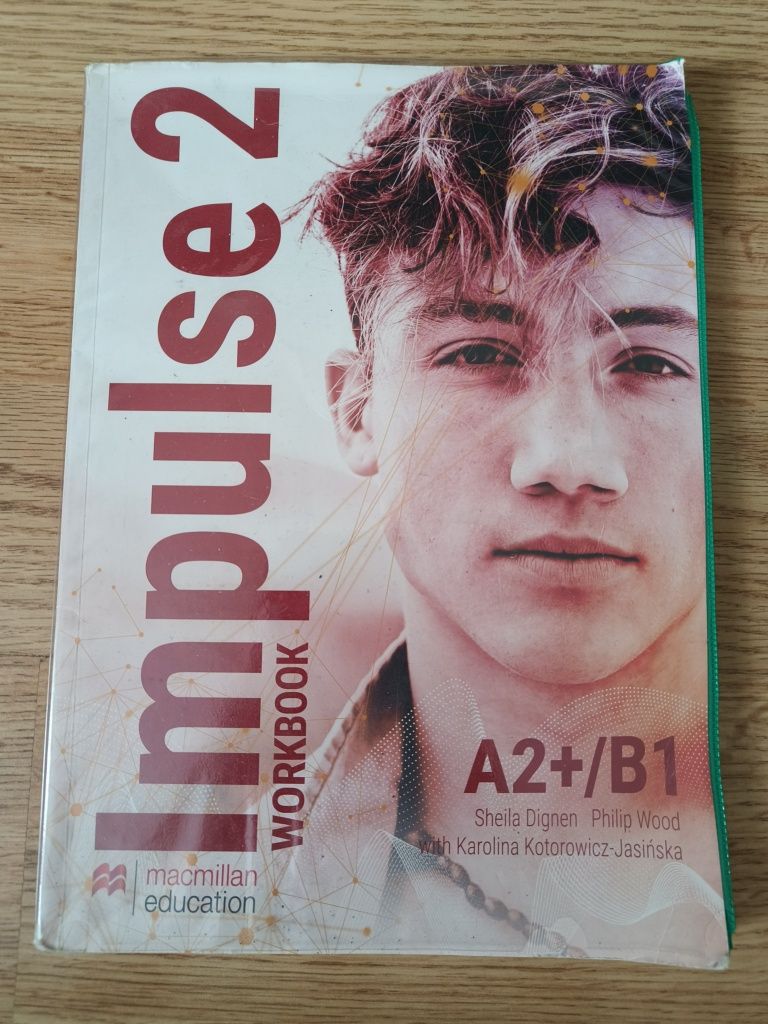 Impulse 2
WORKBOOK
A2+/B1
Sheila Dignen Philip Wood
with Karolina Kotorowicz-Jasińska
macmillan
education